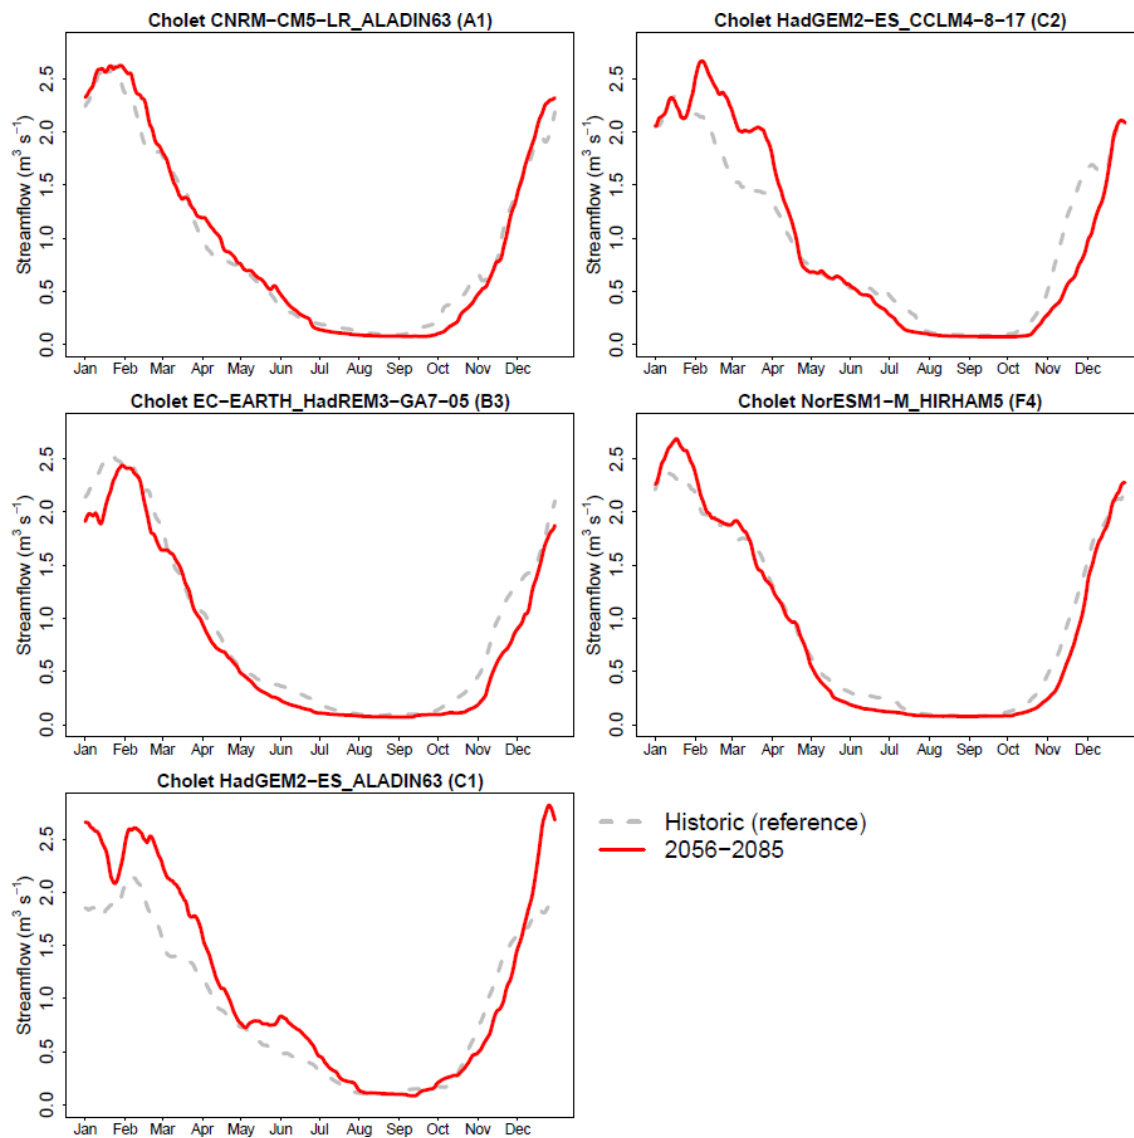 Cholet CNRM−CM5−LR_ALADIN63 (A1)
Streamflow (m³ s⁻¹)
0.0 0.5 1.0 1.5 2.0 2.5
Jan Feb Mar Apr May Jun Jul Aug Sep Oct Nov Dec
Cholet HadGEM2−ES_CCLM4−8−17 (C2)
Streamflow (m³ s⁻¹)
0.0 0.5 1.0 1.5 2.0 2.5
Jan Feb Mar Apr May Jun Jul Aug Sep Oct Nov Dec
Cholet EC−EARTH_HadREM3−GA7−05 (B3)
Streamflow (m³ s⁻¹)
0.0 0.5 1.0 1.5 2.0 2.5
Jan Feb Mar Apr May Jun Jul Aug Sep Oct Nov Dec
Cholet NorESM1−M_HIRHAM5 (F4)
Streamflow (m³ s⁻¹)
0.0 0.5 1.0 1.5 2.0 2.5
Jan Feb Mar Apr May Jun Jul Aug Sep Oct Nov Dec
Cholet HadGEM2−ES_ALADIN63 (C1)
Streamflow (m³ s⁻¹)
0.0 0.5 1.0 1.5 2.0 2.5
Jan Feb Mar Apr May Jun Jul Aug Sep Oct Nov Dec
Historic (reference)
2056−2085